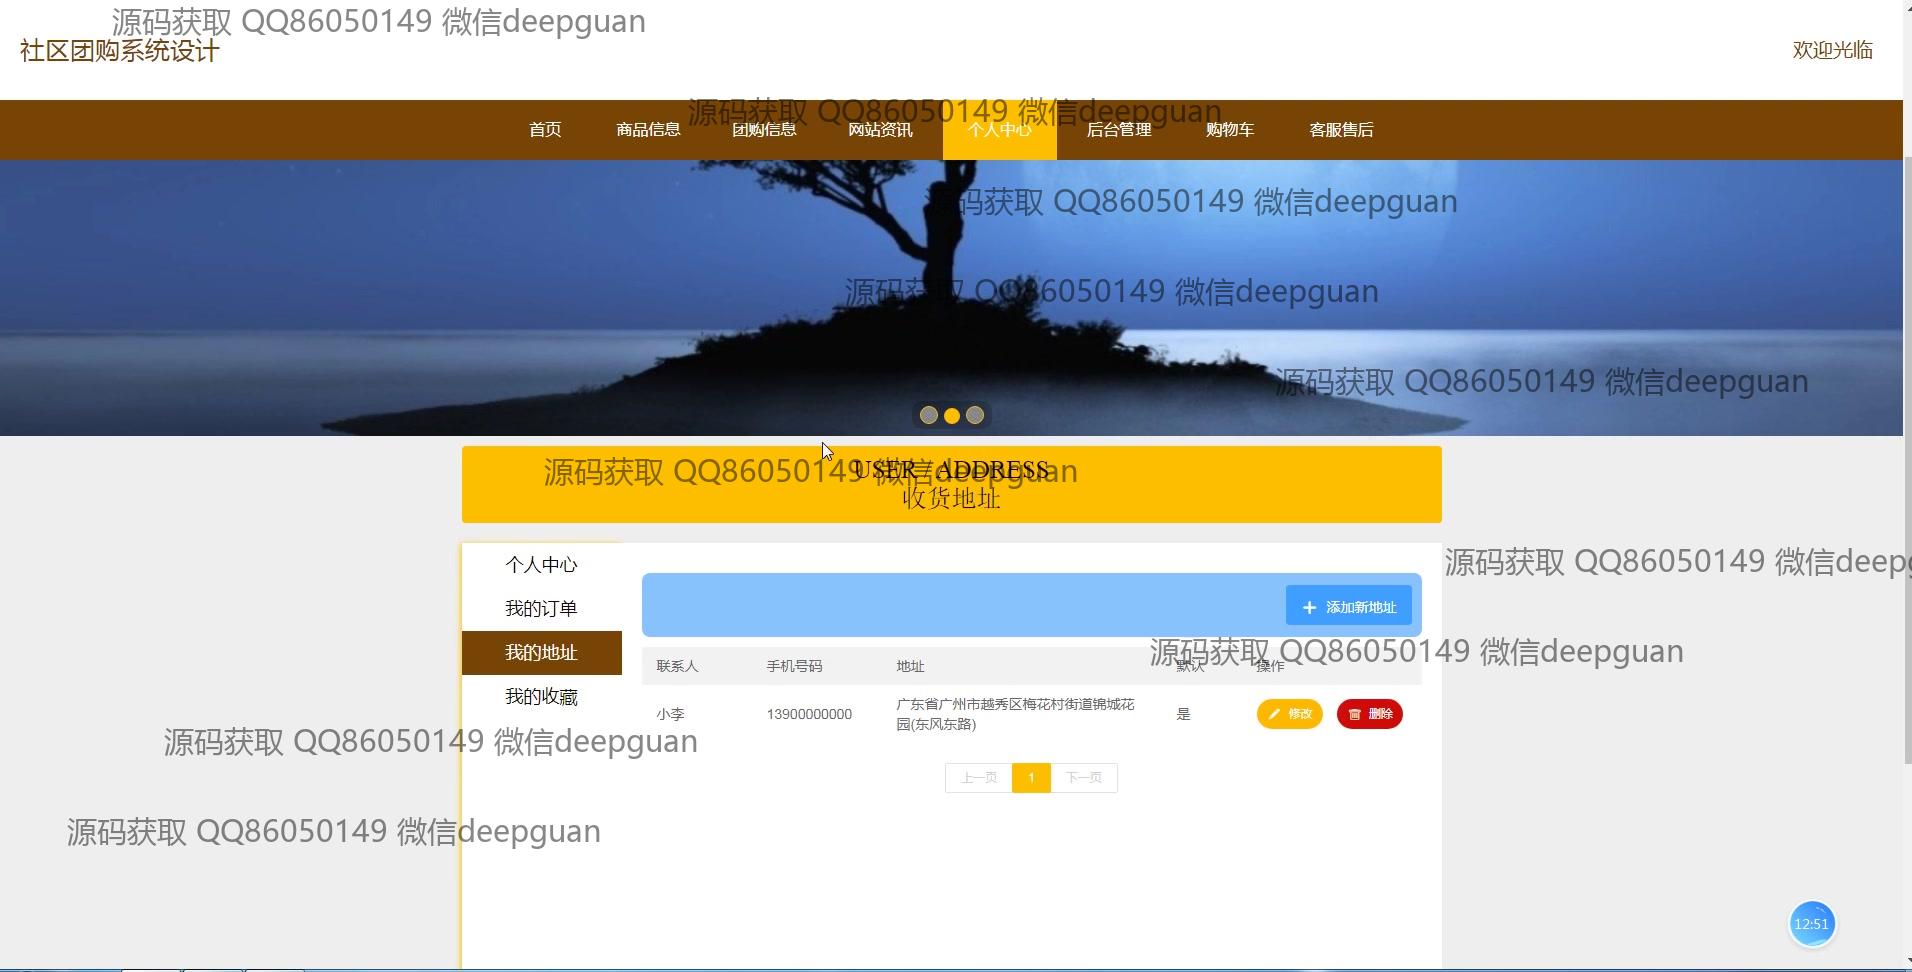 源码获取 QQ86050149 微信deepguan
社区团购系统设计
欢迎光临
源码获取 QQ86050149 微信deepguan
首页 商品信息 团购信息 网站资讯 个人中心 后台管理 购物车 客服售后
源码获取 QQ86050149 微信deepguan
源码获取 QQ86050149 微信deepguan
源码获取 QQ86050149 微信deepguan
源码获取 QQ86050149 微信deepguan
USER / ADDRESS
收货地址
个人中心
源码获取 QQ86050149 微信deepg
我的订单
添加新地址
我的地址
源码获取 QQ86050149 微信deepguan
联系人 手机号码 地址 默认 操作
我的收藏
小李 13900000000 广东省广州市越秀区梅花村街道锦城花
园(东风东路) 是 修改 删除
源码获取 QQ86050149 微信deepguan
上一页 1 下一页
源码获取 QQ86050149 微信deepguan
12:51